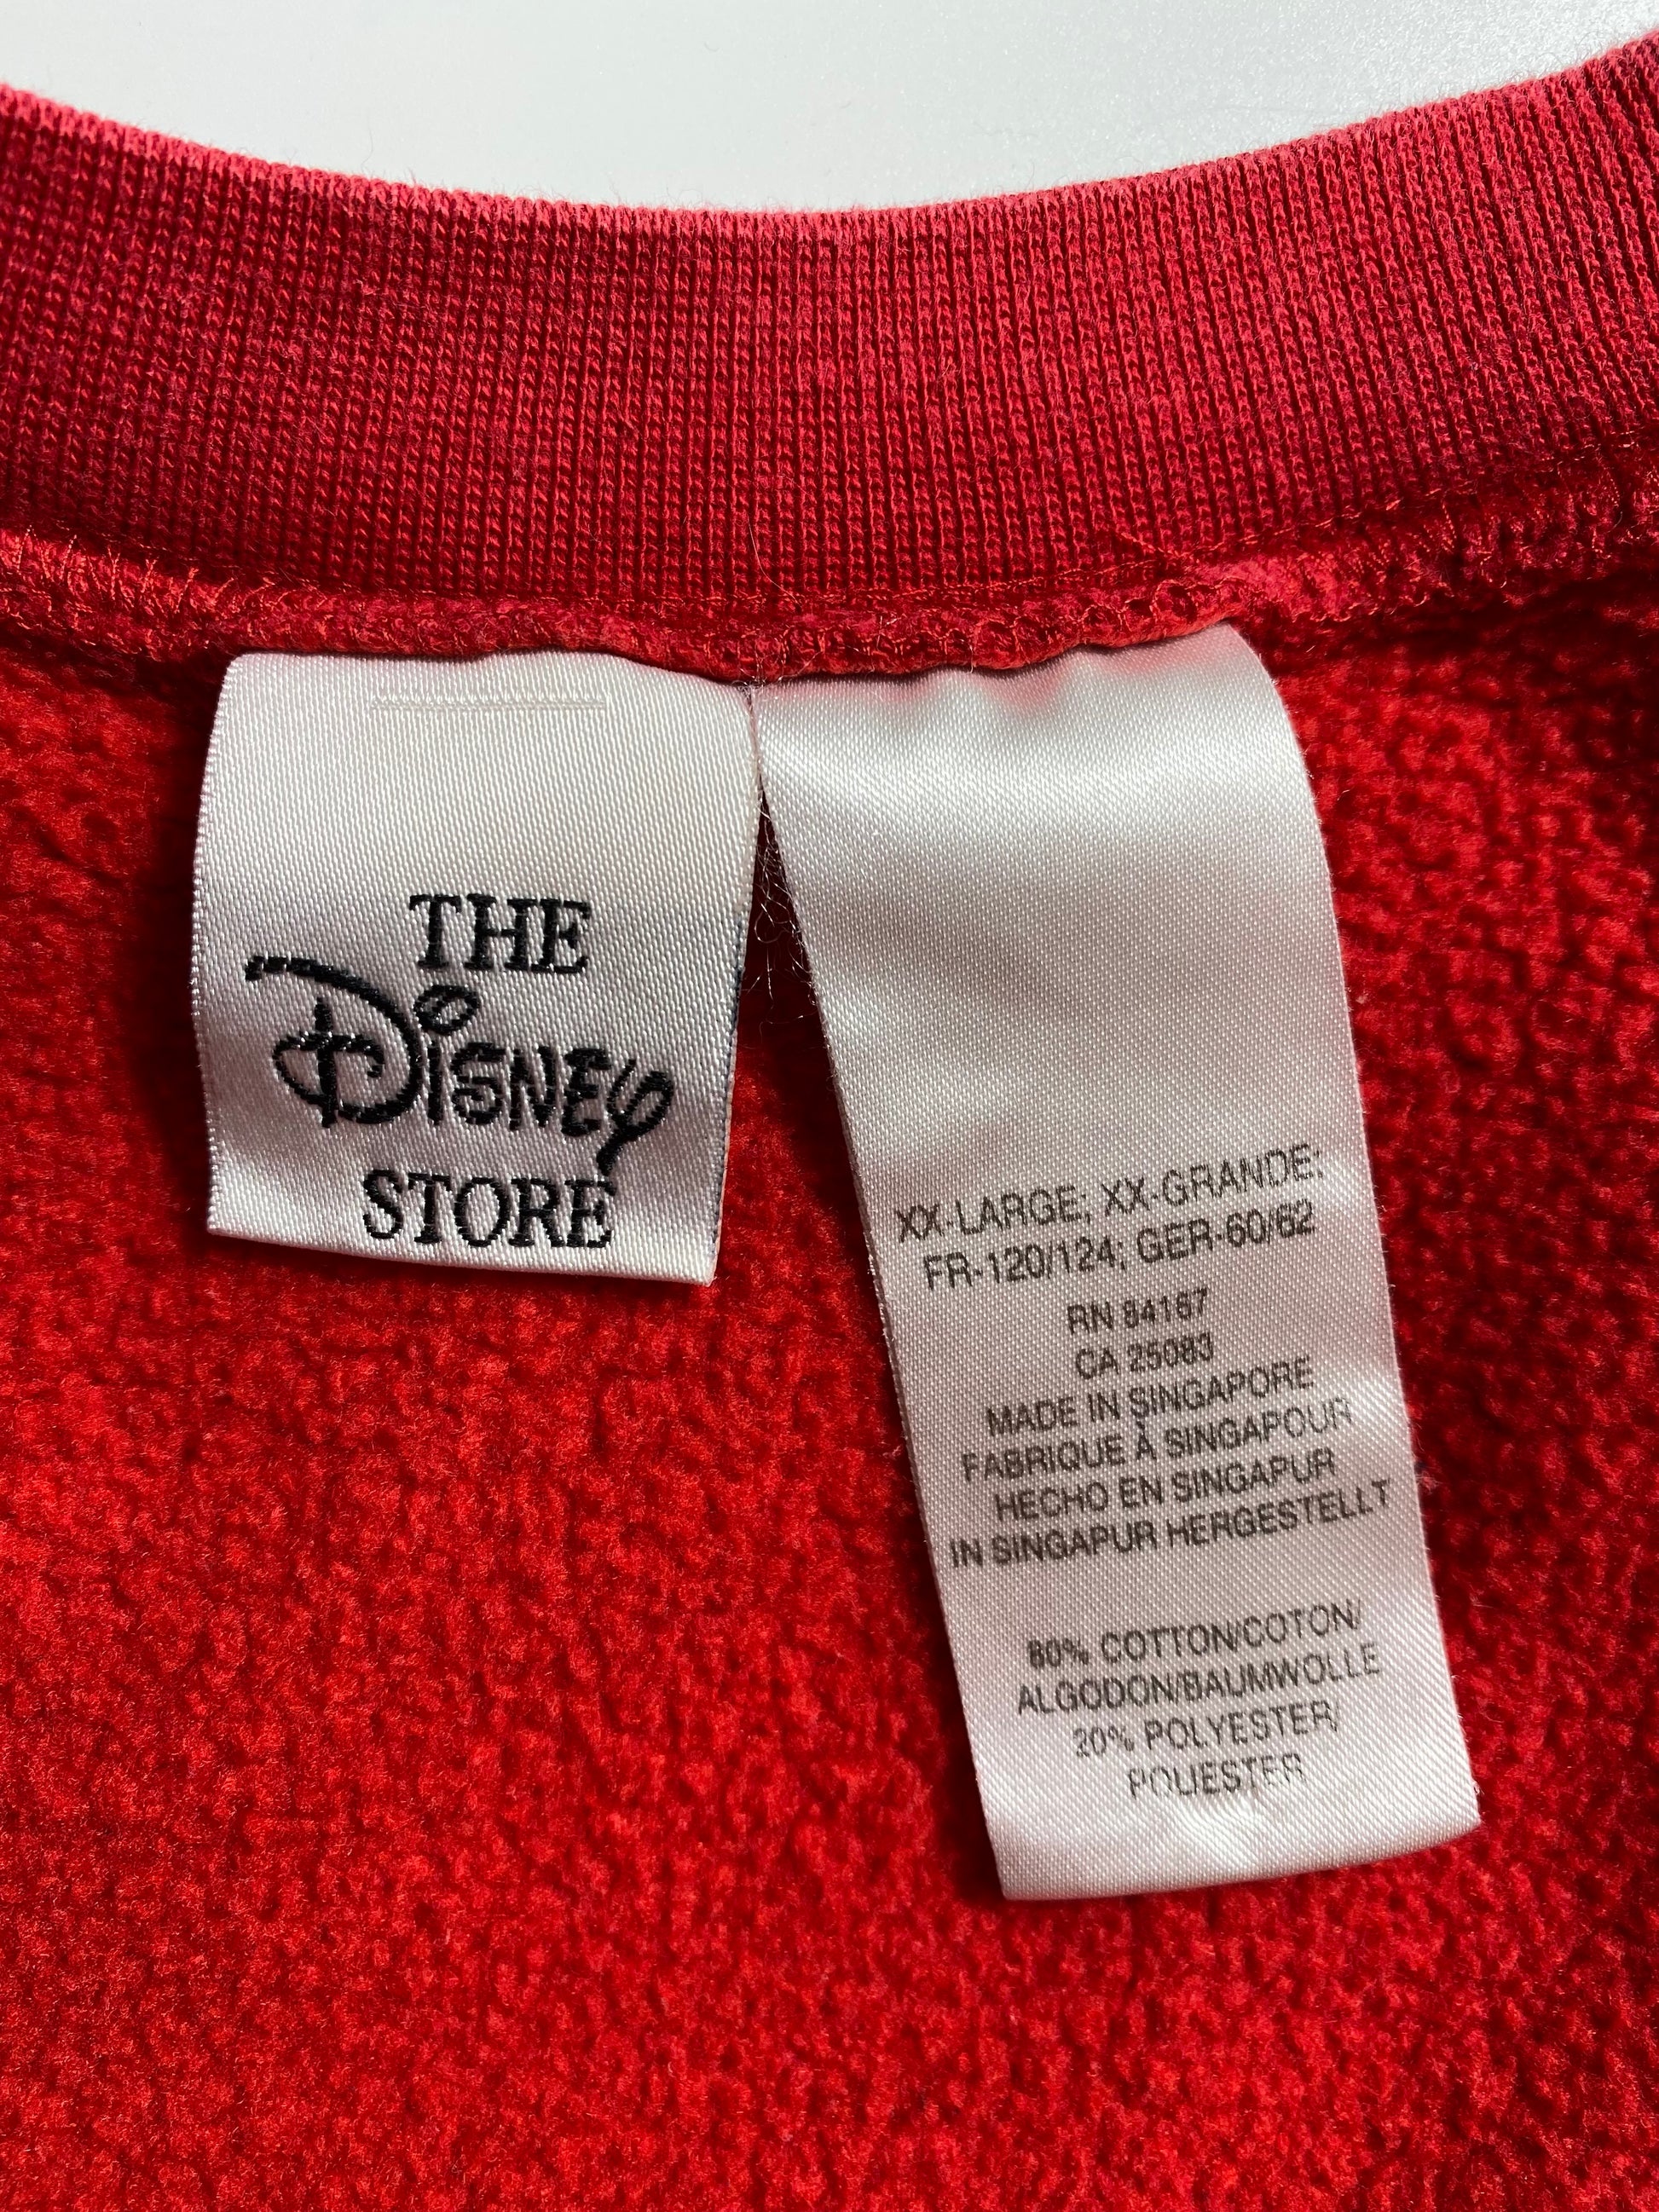 THE
Disney
STORE
XX-LARGE; XX-GRANDE;
FR-120/124; GER-60/62
RN 84167
CA 25083
MADE IN SINGAPORE
FABRIQUE À SINGAPOUR
HECHO EN SINGAPUR
IN SINGAPUR HERGESTELLT
80% COTTON/COTON/
ALGODON/BAUMWOLLE
20% POLYESTER/
POLIESTER